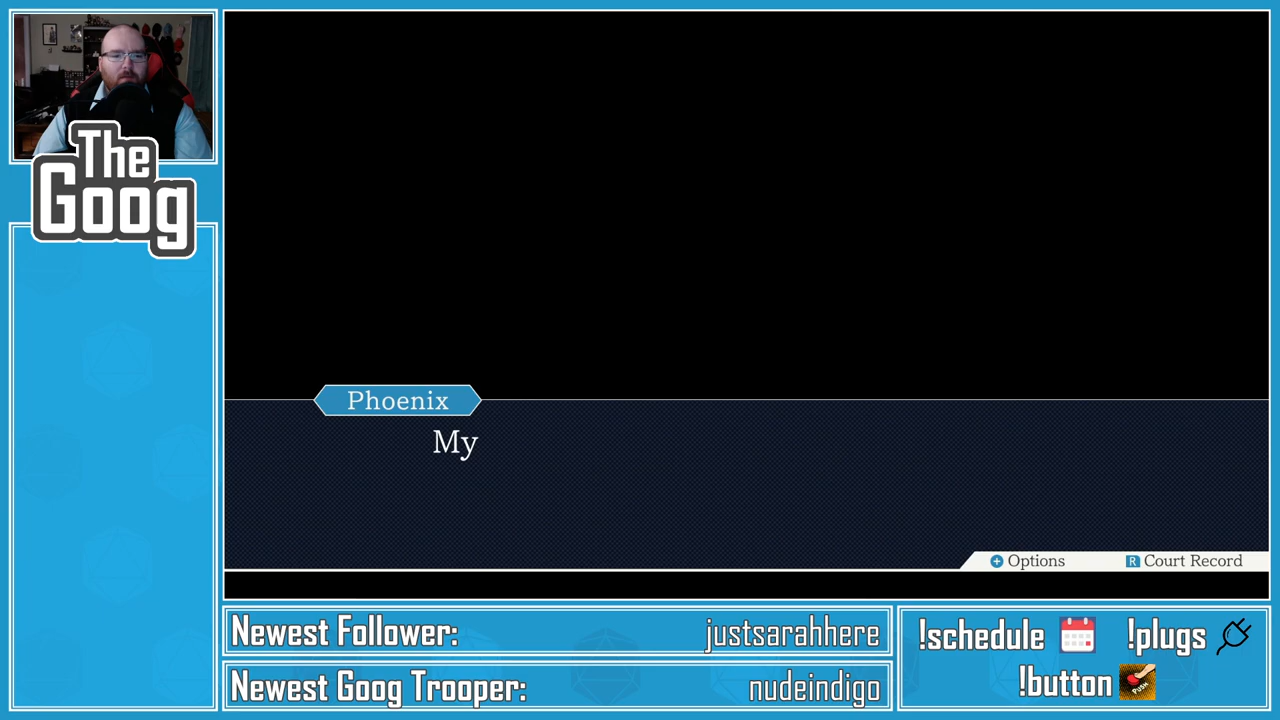 The
Goog
Phoenix
My
Options
R Court Record
Newest Follower: justsarahhere
!schedule !plugs
!button
Newest Goog Trooper: nudeindigo